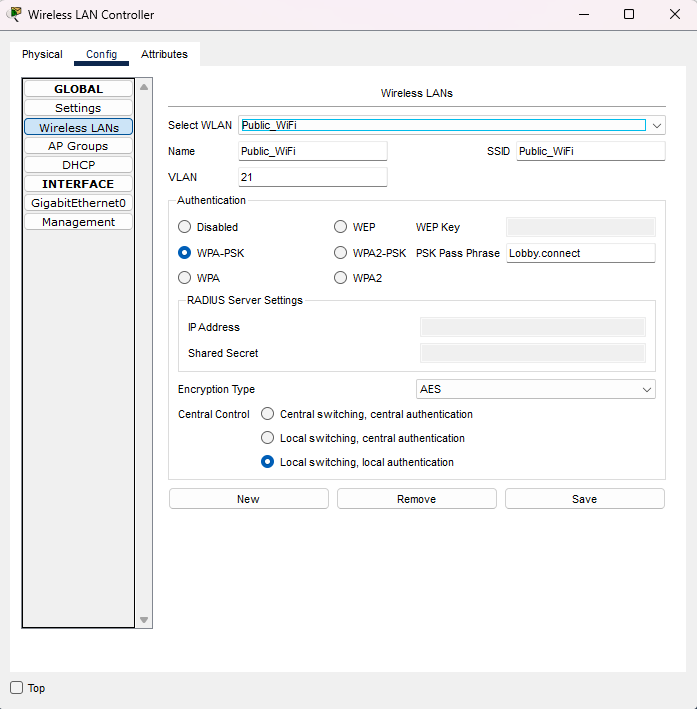 Wireless LAN Controller
Physical Config Attributes
GLOBAL
Settings
Wireless LANs
AP Groups
DHCP
INTERFACE
GigabitEthernet0
Management
Wireless LANs
Select WLAN Public_WiFi
Name Public_WiFi SSID Public_WiFi
VLAN 21
Authentication
Disabled WEP WEP Key
WPA-PSK WPA2-PSK PSK Pass Phrase Lobby.connect
WPA WPA2
RADIUS Server Settings
IP Address
Shared Secret
Encryption Type AES
Central Control Central switching, central authentication
Local switching, central authentication
Local switching, local authentication
New Remove Save
Top